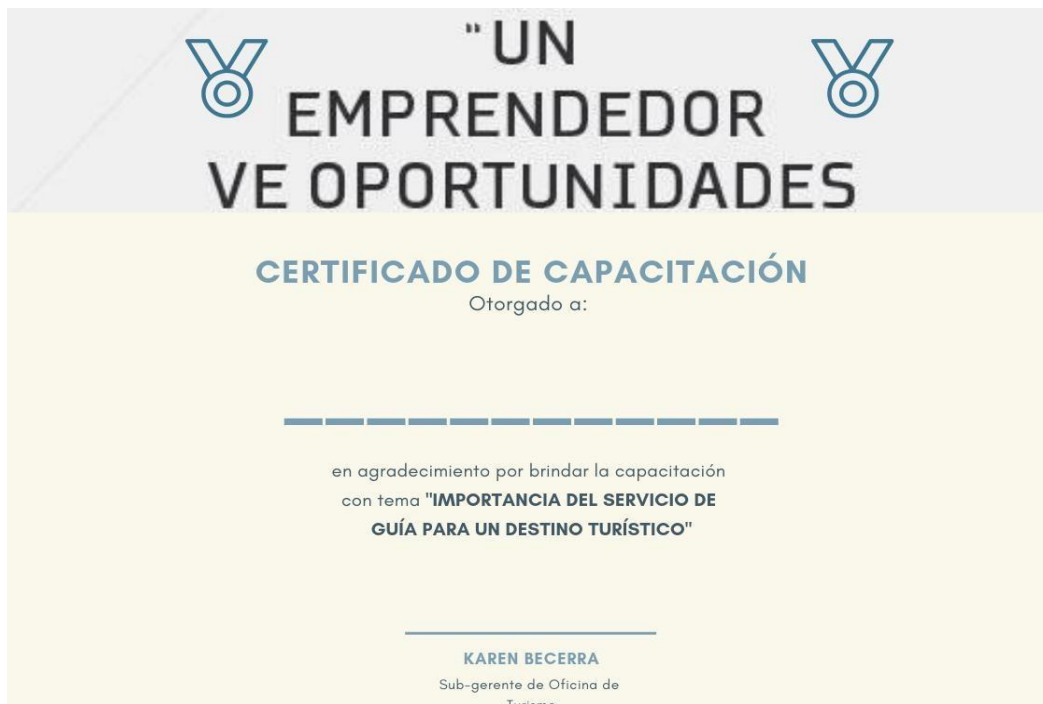 "UN
EMPRENDEDOR
VE OPORTUNIDADES
CERTIFICADO DE CAPACITACIÓN
Otorgado a:
en agradecimiento por brindar la capacitación
con tema "IMPORTANCIA DEL SERVICIO DE
GUÍA PARA UN DESTINO TURÍSTICO"
KAREN BECERRA
Sub-gerente de Oficina de
Turismo